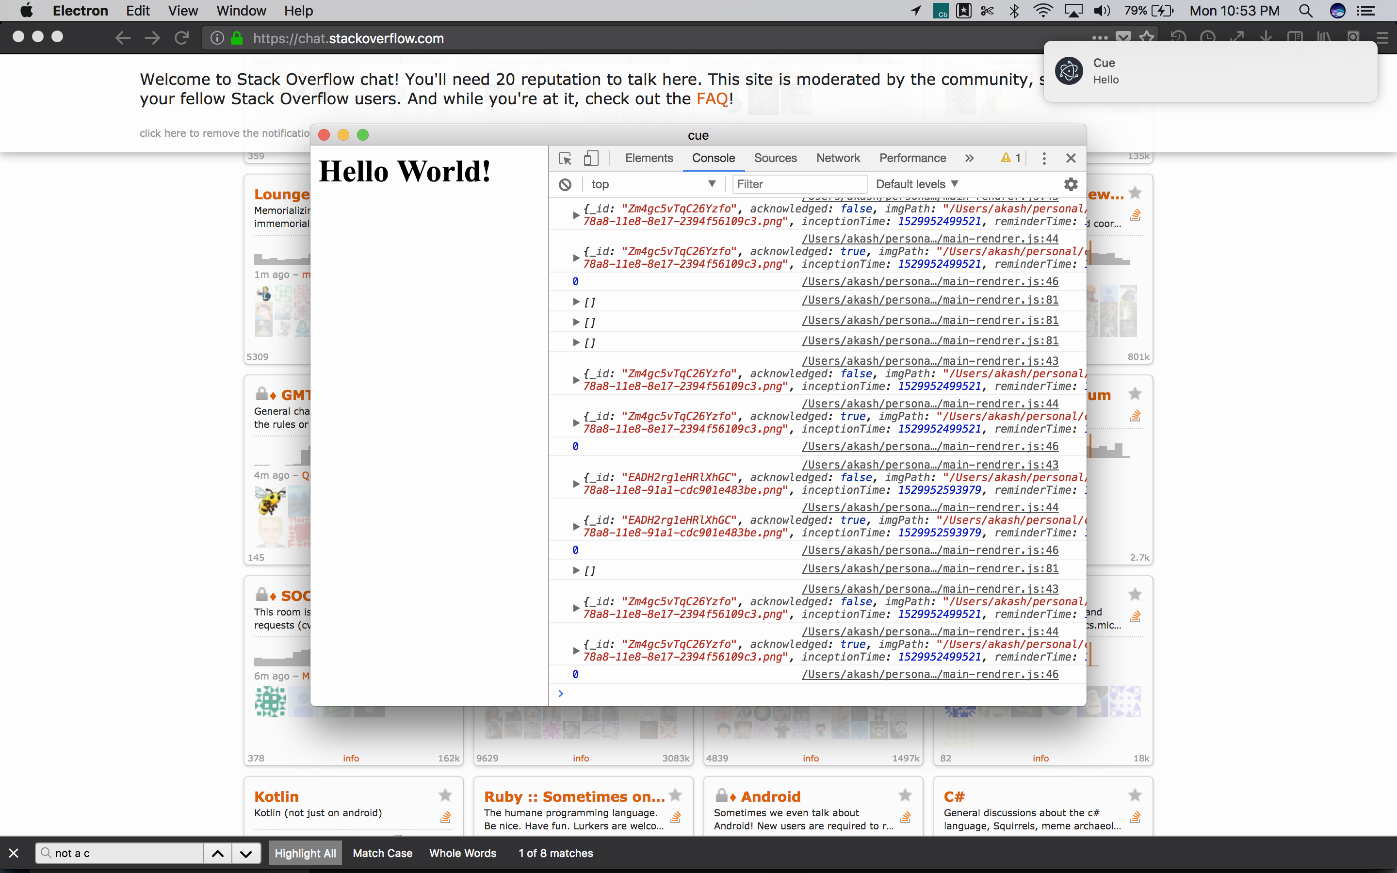 Electron Edit View Window Help 79% Mon 10:53 PM
https://chat.stackoverflow.com
Cue
Hello
Welcome to Stack Overflow chat! You'll need 20 reputation to talk here. This site is moderated by the community, s
your fellow Stack Overflow users. And while you're at it, check out the FAQ!
click here to remove the notificatio
359
135k
cue
Hello World!
Elements Console Sources Network Performance » 1
top Filter Default levels
{_id: "Zm4gc5vTqC26Yzfo", acknowledged: false, imgPath: "/Users/akash/personal/
78a8-11e8-8e17-2394f56109c3.png", inceptionTime: 1529952499521, reminderTime:
/Users/akash/persona…/main-rendrer.js:44
{_id: "Zm4gc5vTqC26Yzfo", acknowledged: true, imgPath: "/Users/akash/personal/
78a8-11e8-8e17-2394f56109c3.png", inceptionTime: 1529952499521, reminderTime:
0 /Users/akash/persona…/main-rendrer.js:46
[] /Users/akash/persona…/main-rendrer.js:81
[] /Users/akash/persona…/main-rendrer.js:81
[] /Users/akash/persona…/main-rendrer.js:81
/Users/akash/persona…/main-rendrer.js:43
{_id: "Zm4gc5vTqC26Yzfo", acknowledged: false, imgPath: "/Users/akash/personal/
78a8-11e8-8e17-2394f56109c3.png", inceptionTime: 1529952499521, reminderTime:
/Users/akash/persona…/main-rendrer.js:44
{_id: "Zm4gc5vTqC26Yzfo", acknowledged: true, imgPath: "/Users/akash/personal/
78a8-11e8-8e17-2394f56109c3.png", inceptionTime: 1529952499521, reminderTime:
0 /Users/akash/persona…/main-rendrer.js:46
/Users/akash/persona…/main-rendrer.js:43
{_id: "EADH2rg1eHRlXhGC", acknowledged: false, imgPath: "/Users/akash/personal/
78a8-11e8-91a1-cdc901e483be.png", inceptionTime: 1529952593979, reminderTime:
/Users/akash/persona…/main-rendrer.js:44
{_id: "EADH2rg1eHRlXhGC", acknowledged: true, imgPath: "/Users/akash/personal/
78a8-11e8-91a1-cdc901e483be.png", inceptionTime: 1529952593979, reminderTime:
0 /Users/akash/persona…/main-rendrer.js:46
[] /Users/akash/persona…/main-rendrer.js:81
/Users/akash/persona…/main-rendrer.js:43
{_id: "Zm4gc5vTqC26Yzfo", acknowledged: false, imgPath: "/Users/akash/personal/
78a8-11e8-8e17-2394f56109c3.png", inceptionTime: 1529952499521, reminderTime:
/Users/akash/persona…/main-rendrer.js:44
{_id: "Zm4gc5vTqC26Yzfo", acknowledged: true, imgPath: "/Users/akash/personal/
78a8-11e8-8e17-2394f56109c3.png", inceptionTime: 1529952499521, reminderTime:
0 /Users/akash/persona…/main-rendrer.js:46
Lounge
Memorializin
immemorial
1m ago – m
5309
ew...
d coor...
801k
GMT
General cha
the rules or
4m ago – Q
145
um
2.7k
SOC
This room is
requests (cv
6m ago – M
and
cs.mic...
378 info 162k
9629 info 3083k
4839 info 1497k
82 info 18k
Kotlin
Kotlin (not just on android)
Ruby :: Sometimes on...
The humane programming language.
Be nice. Have fun. Lurkers are welco...
Android
Sometimes we even talk about
Android! New users are required to r...
C#
General discussions about the c#
language, Squirrels, meme archaeol...
not a c Highlight All Match Case Whole Words 1 of 8 matches